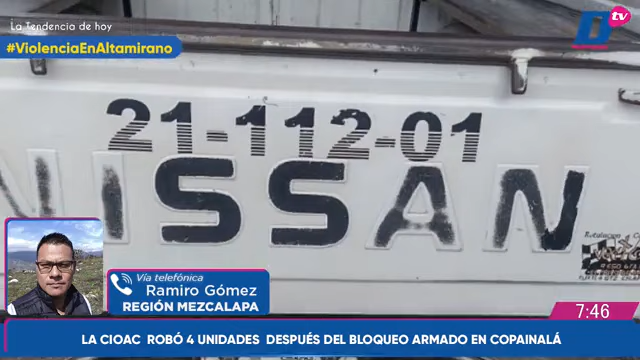 La Tendencia de hoy
#ViolenciaEnAltamirano
D tv
21-112-01
NISSAN
Vía telefónica
Ramiro Gómez
REGIÓN MEZCALAPA
7:46
LA CIOAC ROBÓ 4 UNIDADES DESPUÉS DEL BLOQUEO ARMADO EN COPAINALÁ